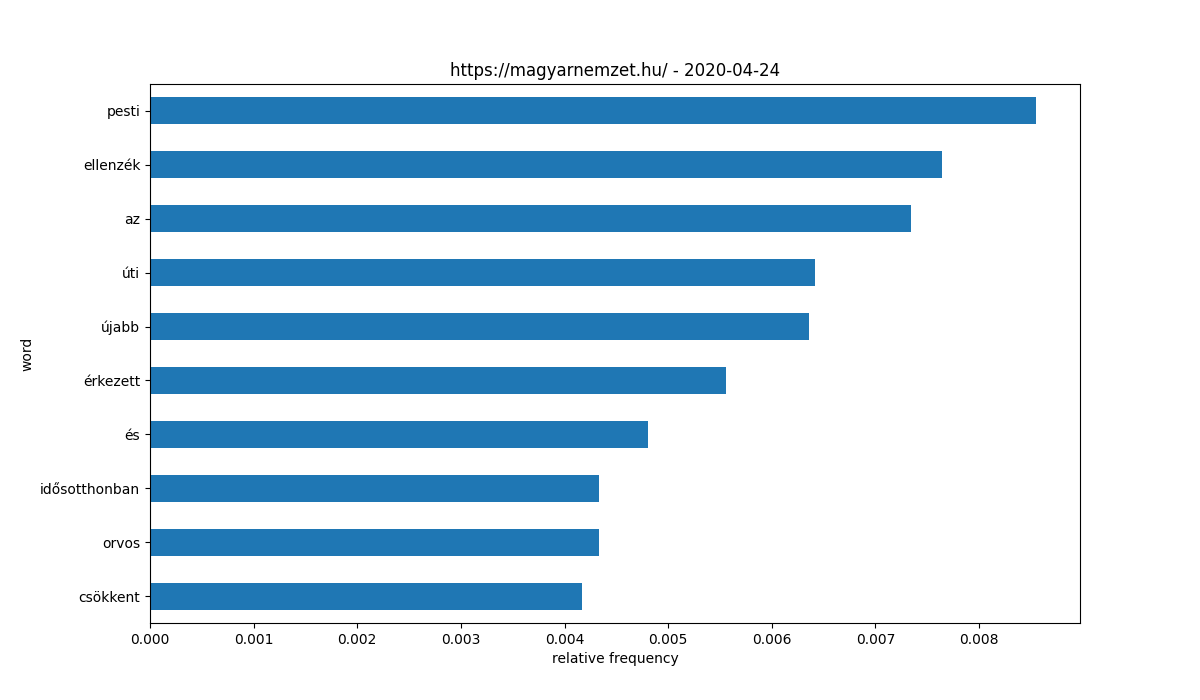 https://magyarnemzet.hu/ - 2020-04-24
word
pesti
ellenzék
az
úti
újabb
érkezett
és
idősotthonban
orvos
csökkent
0.000 0.001 0.002 0.003 0.004 0.005 0.006 0.007 0.008
relative frequency